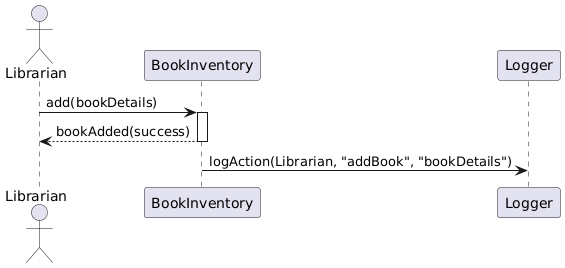 Librarian
BookInventory
Logger
add(bookDetails)
bookAdded(success)
logAction(Librarian, "addBook", "bookDetails")
Librarian
BookInventory
Logger